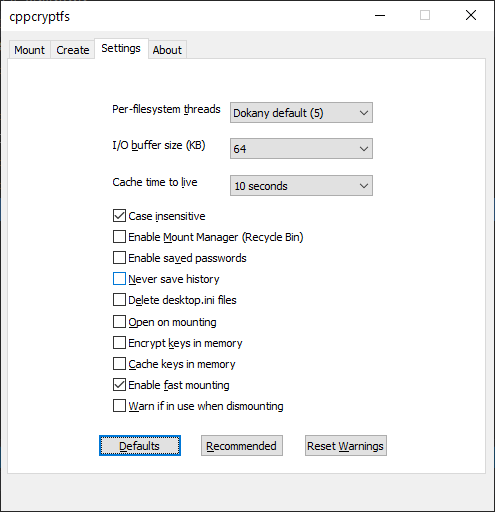 cppcryptfs
Mount Create Settings About
Per-filesystem threads Dokany default (5)
I/O buffer size (KB) 64
Cache time to live 10 seconds
Case insensitive
Enable Mount Manager (Recycle Bin)
Enable saved passwords
Never save history
Delete desktop.ini files
Open on mounting
Encrypt keys in memory
Cache keys in memory
Enable fast mounting
Warn if in use when dismounting
Defaults Recommended Reset Warnings